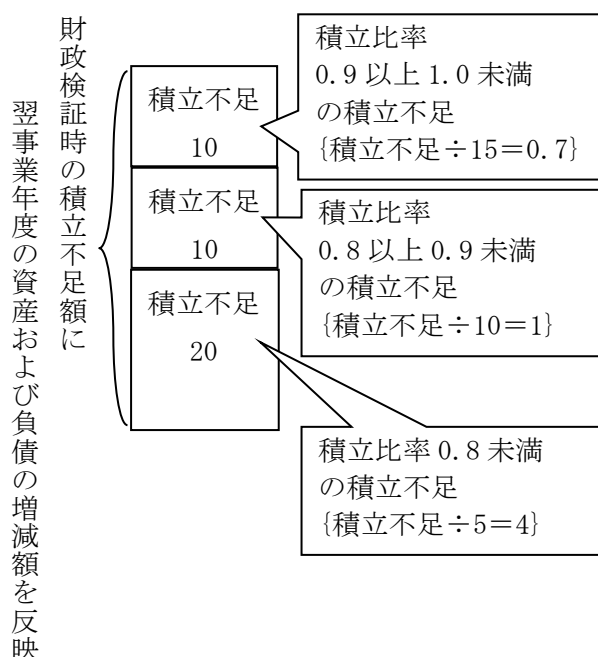 財政検証時の積立不足額に
翌事業年度の資産および負債の増減額を反映
積立不足
10
積立比率
0.9 以上 1.0 未満
の積立不足
{積立不足÷15＝0.7}
積立不足
10
積立比率
0.8 以上 0.9 未満
の積立不足
{積立不足÷10＝1}
積立不足
20
積立比率 0.8 未満
の積立不足
{積立不足÷5＝4}